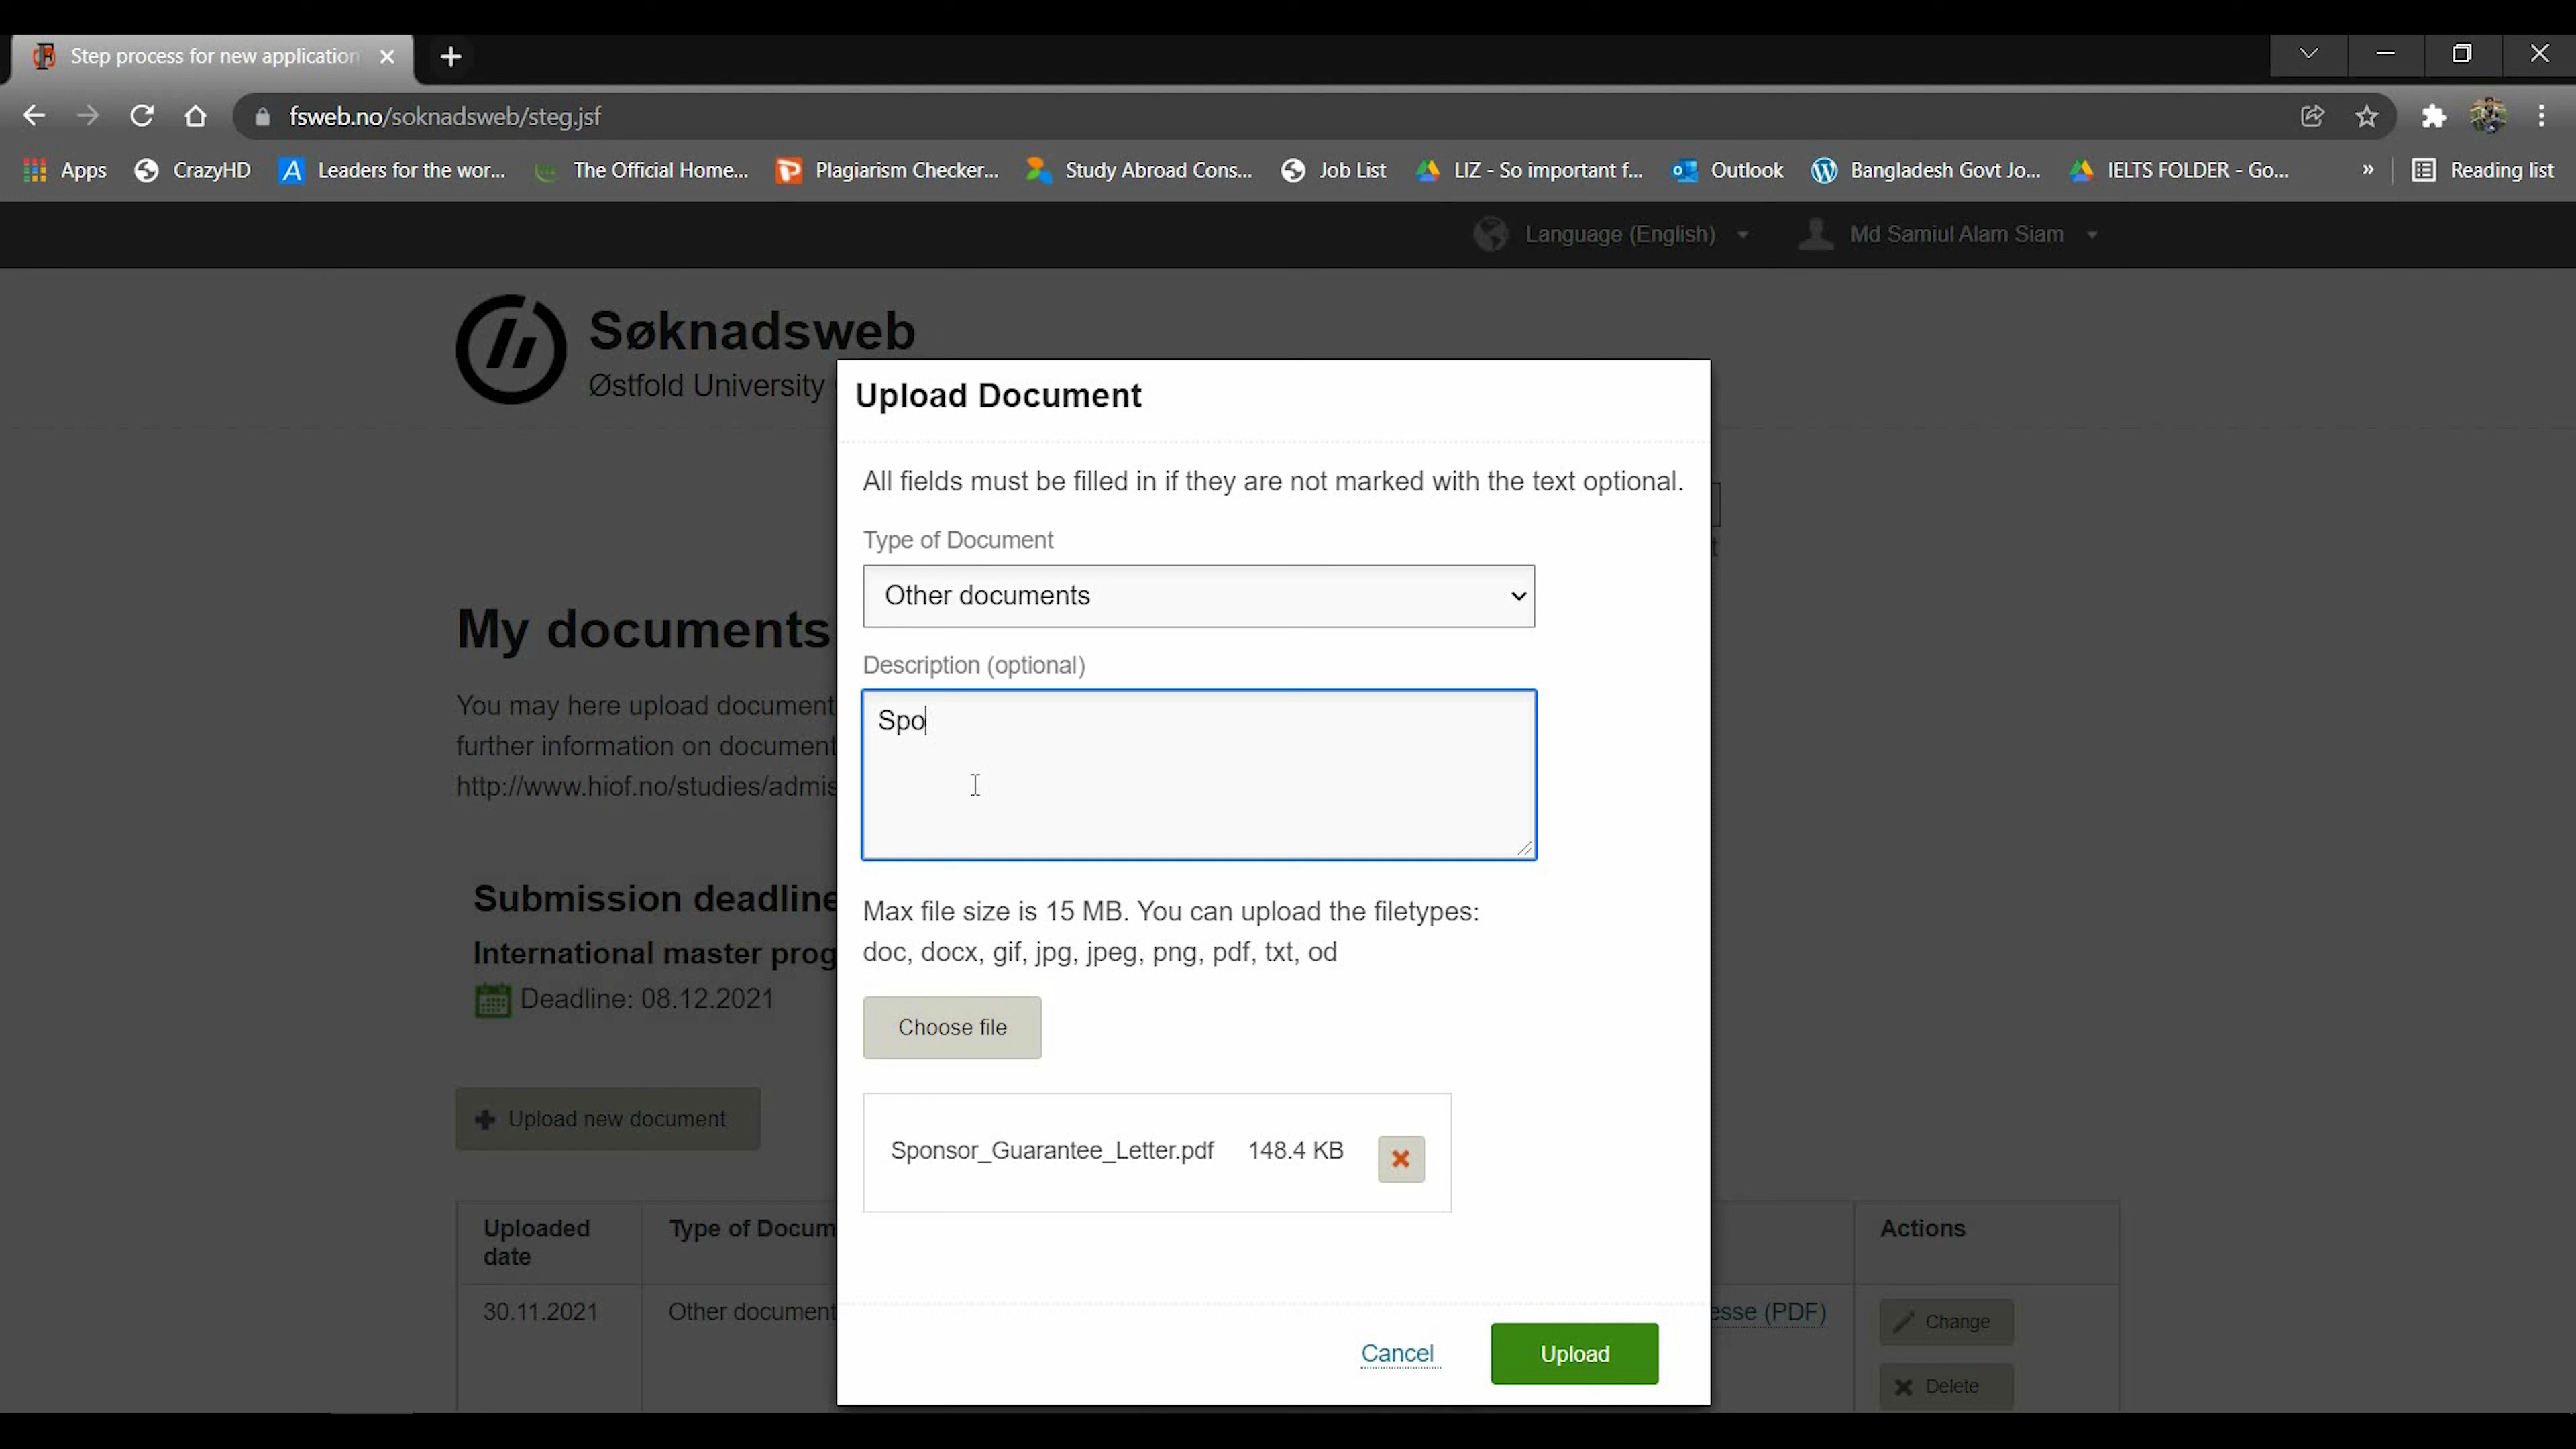 Step process for new application
fsweb.no/soknadsweb/steg.jsf
Apps CrazyHD Leaders for the wor... The Official Home... Plagiarism Checker... Study Abroad Cons... Job List LIZ - So important f... Outlook Bangladesh Govt Jo... IELTS FOLDER - Go... » Reading list
Language (English) Md Samiul Alam Siam
Søknadsweb
Østfold University
Upload Document
All fields must be filled in if they are not marked with the text optional.
Type of Document
Other documents
Description (optional)
Spo
Max file size is 15 MB. You can upload the filetypes:
doc, docx, gif, jpg, jpeg, png, pdf, txt, od
Choose file
Sponsor_Guarantee_Letter.pdf 148.4 KB
Cancel Upload
My documents
You may here upload document
further information on document
http://www.hiof.no/studies/admis
Submission deadline
International master prog
Deadline: 08.12.2021
Upload new document
Uploaded date Type of Docum Actions
30.11.2021 Other document esse (PDF) Change
Delete